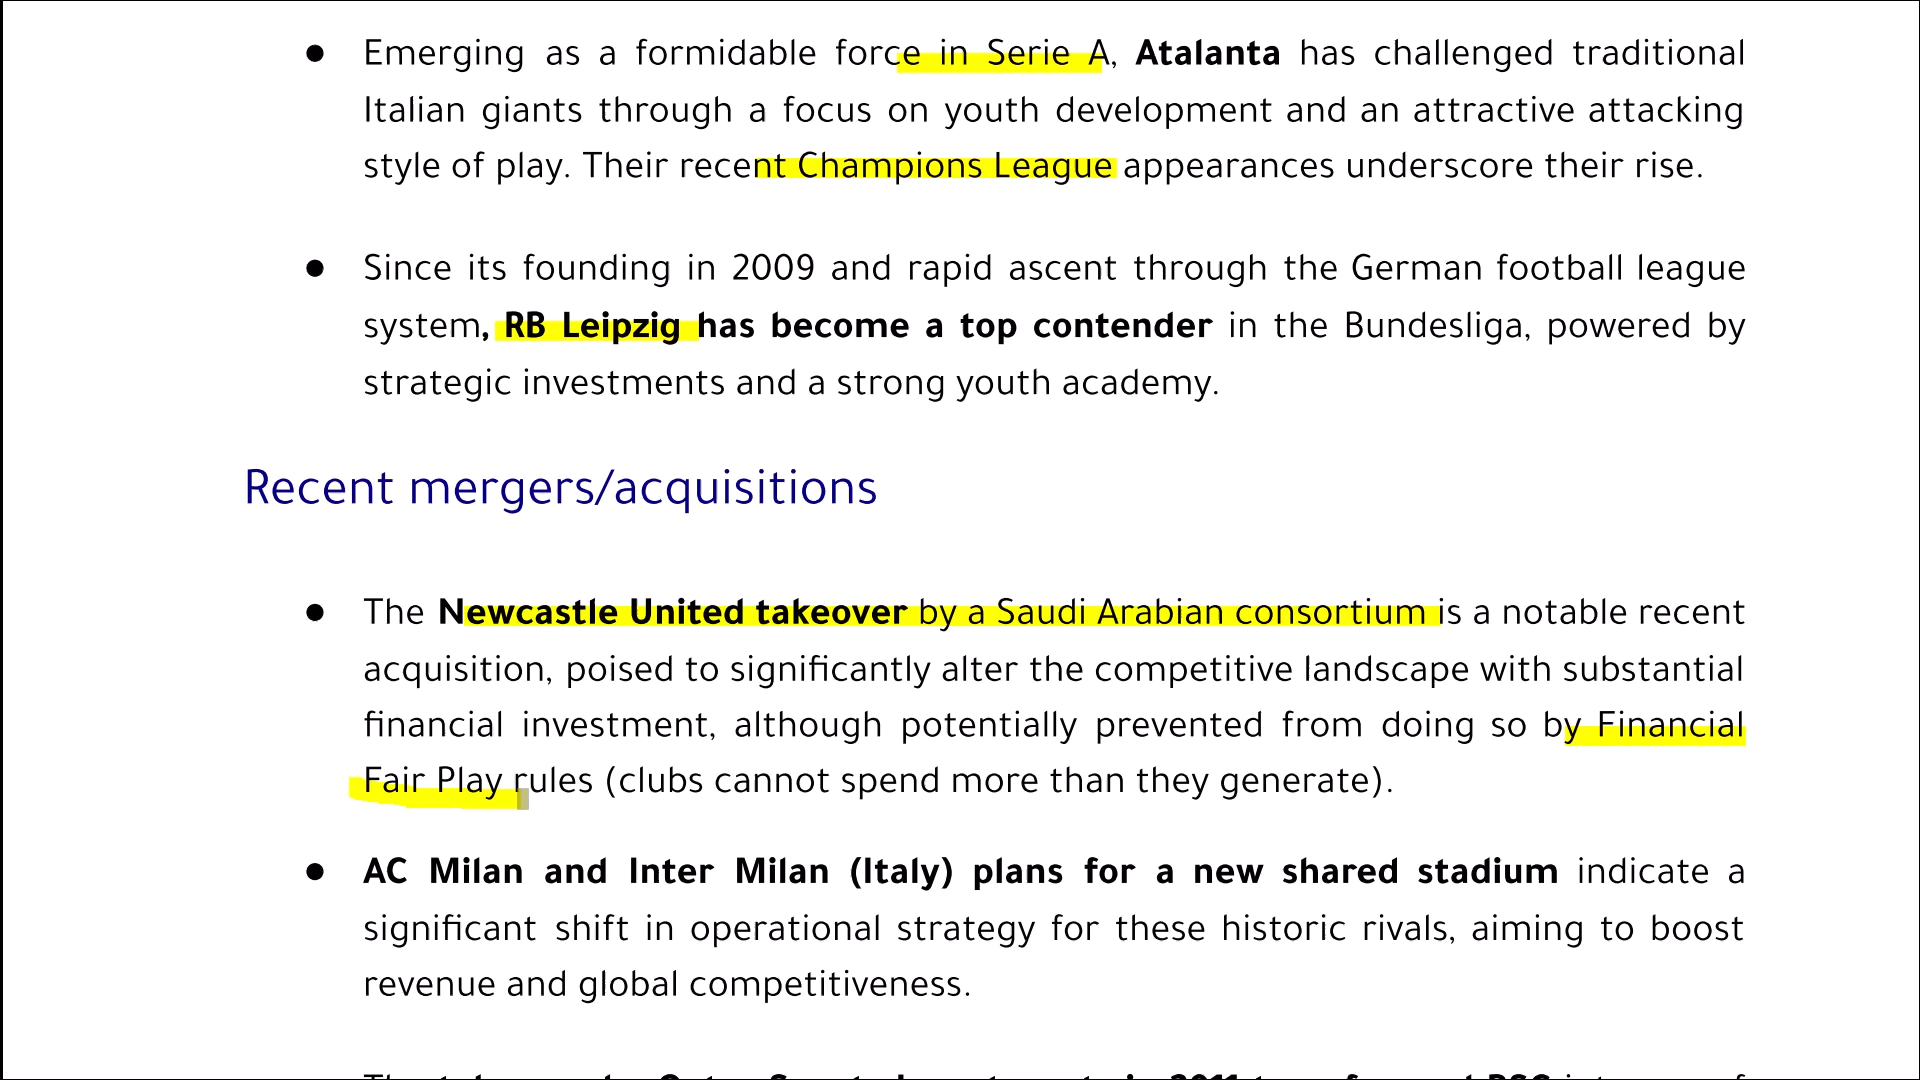 ● Emerging as a formidable force in Serie A, Atalanta has challenged traditional
Italian giants through a focus on youth development and an attractive attacking
style of play. Their recent Champions League appearances underscore their rise.
● Since its founding in 2009 and rapid ascent through the German football league
system, RB Leipzig has become a top contender in the Bundesliga, powered by
strategic investments and a strong youth academy.
Recent mergers/acquisitions
● The Newcastle United takeover by a Saudi Arabian consortium is a notable recent
acquisition, poised to significantly alter the competitive landscape with substantial
financial investment, although potentially prevented from doing so by Financial
Fair Play rules (clubs cannot spend more than they generate).
● AC Milan and Inter Milan (Italy) plans for a new shared stadium indicate a
significant shift in operational strategy for these historic rivals, aiming to boost
revenue and global competitiveness.